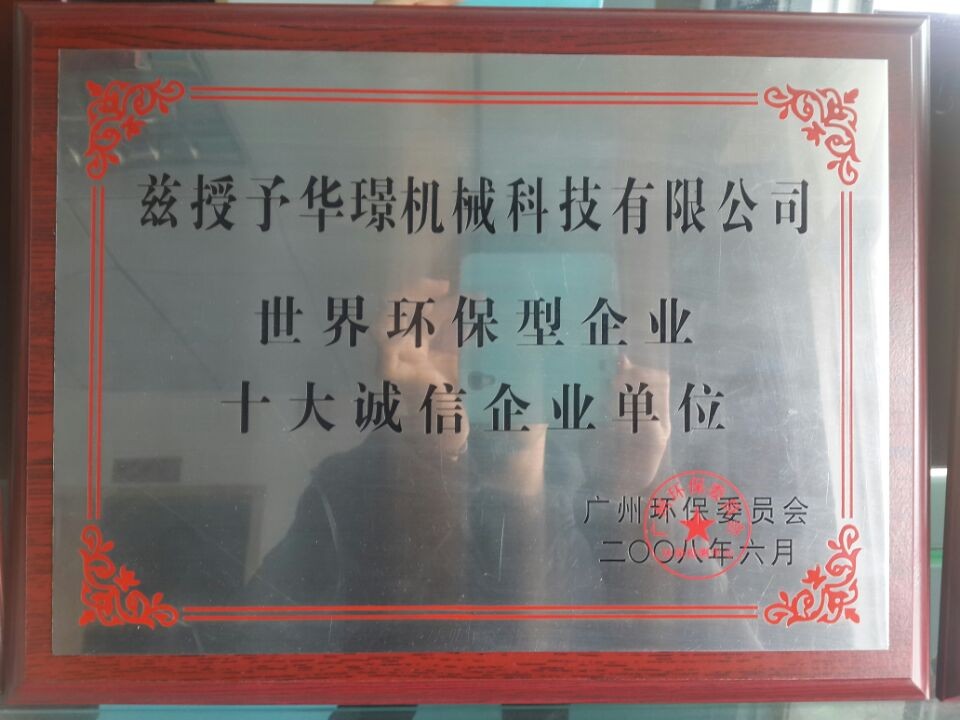 兹授予华璟机械科技有限公司
世界环保型企业
十大诚信企业单位
广州环保委员会
二〇〇八年六月